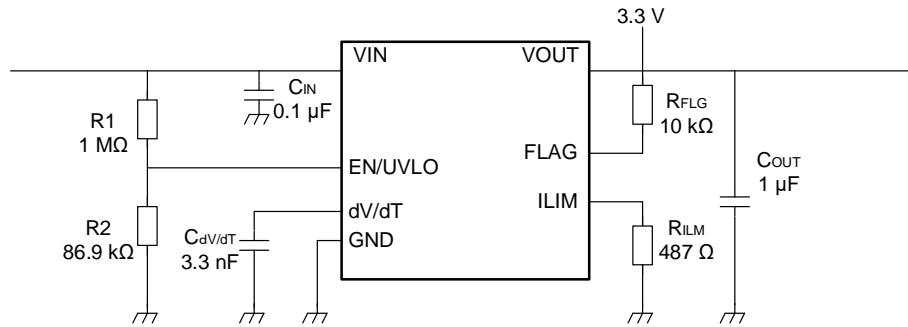 3.3 V
VIN
VOUT
CIN
0.1 µF
R1
1 MΩ
RFLG
10 kΩ
FLAG
EN/UVLO
COUT
1 µF
ILIM
dV/dT
R2
86.9 kΩ
CdV/dT
3.3 nF
GND
RILM
487 Ω